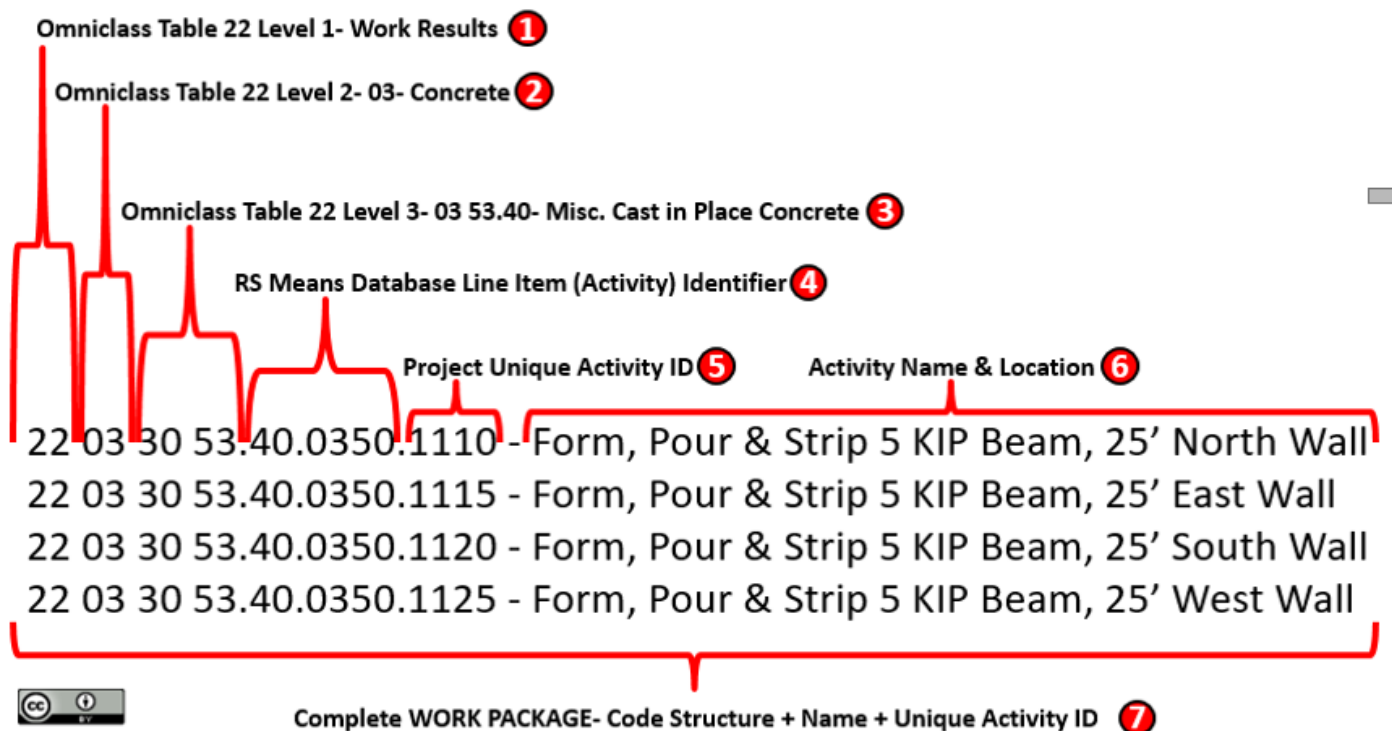 Omniclass Table 22 Level 1- Work Results 1
Omniclass Table 22 Level 2- 03- Concrete 2
Omniclass Table 22 Level 3- 03 53.40- Misc. Cast in Place Concrete 3
RS Means Database Line Item (Activity) Identifier 4
Project Unique Activity ID 5 Activity Name & Location 6
22 03 30 53.40.0350.1110 - Form, Pour & Strip 5 KIP Beam, 25’ North Wall
22 03 30 53.40.0350.1115 - Form, Pour & Strip 5 KIP Beam, 25’ East Wall
22 03 30 53.40.0350.1120 - Form, Pour & Strip 5 KIP Beam, 25’ South Wall
22 03 30 53.40.0350.1125 - Form, Pour & Strip 5 KIP Beam, 25’ West Wall
cc BY
Complete WORK PACKAGE- Code Structure + Name + Unique Activity ID 7